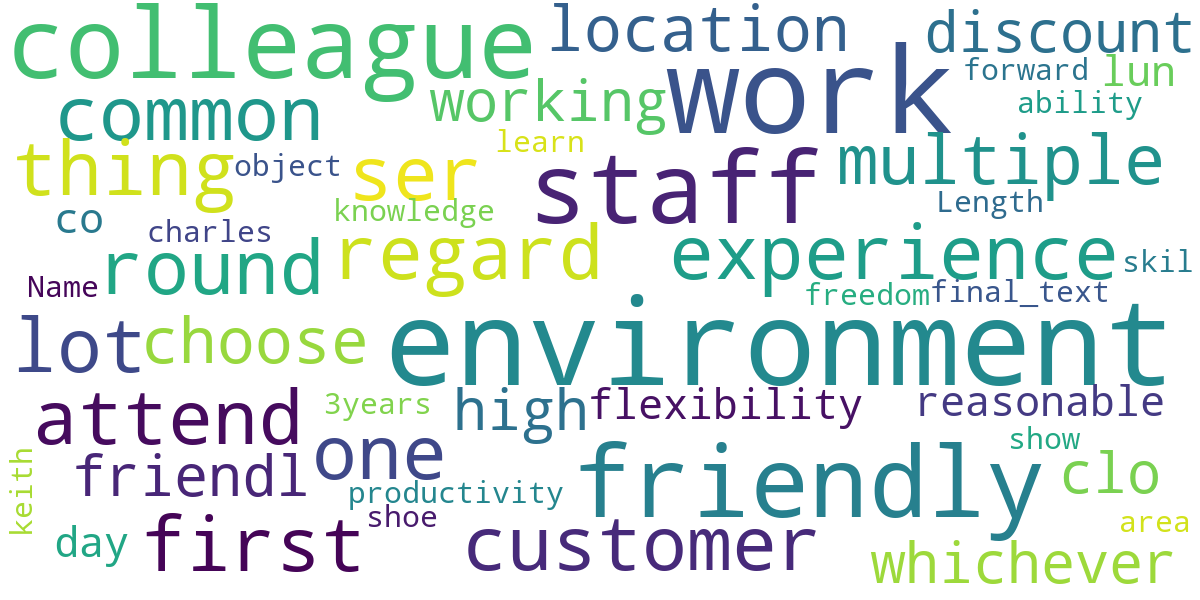 colleague
location
discount
work
forward
lun
common
working
ability
learn
thing
object
ser
staff
multiple
knowledge
Length
co
charles
round
regard
experience
skil
Name
freedom
final_text
lot
choose
environment
attend
3years
high
flexibility
reasonable
one
friendly
show
friendl
clo
keith
productivity
shoe
day
first
customer
area
whichever